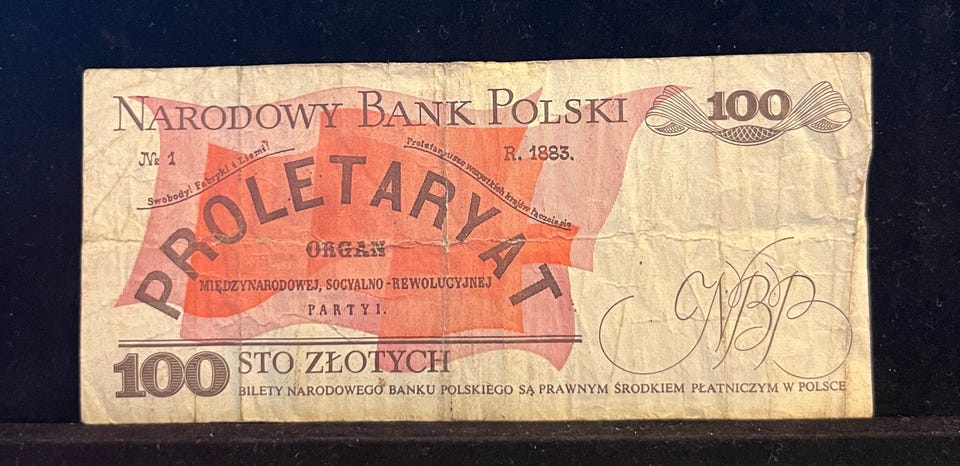 NARODOWY BANK POLSKI
100
№ 1
R. 1883.
Swobody! Fabryki i Ziemi!
Proletaryusze wszystkich krajów łączcie się
PROLETARYAT
ORGAN
MIĘDZYNARODOWEJ, SOCYALNO-REWOLUCYJNEJ
PARTYI.
NBP
100 STO ZŁOTYCH
BILETY NARODOWEGO BANKU POLSKIEGO SĄ PRAWNYM ŚRODKIEM PŁATNICZYM W POLSCE